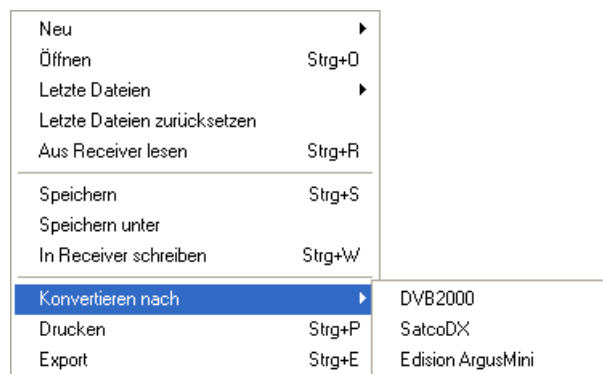 Neu
Öffnen Strg+O
Letzte Dateien
Letzte Dateien zurücksetzen
Aus Receiver lesen Strg+R
Speichern Strg+S
Speichern unter
In Receiver schreiben Strg+W
Konvertieren nach DVB2000
Drucken Strg+P SatcoDX
Export Strg+E Edision ArgusMini